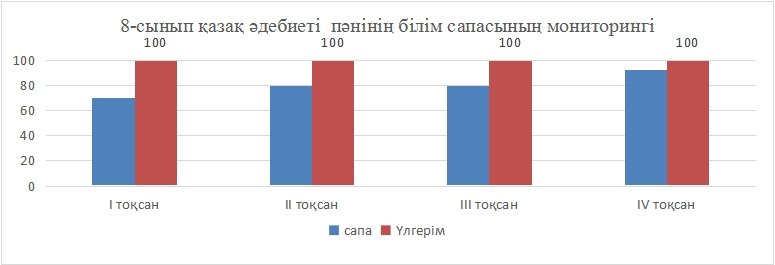 8-сынып қазақ әдебиеті пәнінің білім сапасының мониторингі
100 100 100 100
100
80
60
40
20
0
I тоқсан II тоқсан III тоқсан IV тоқсан
сапа Үлгерім